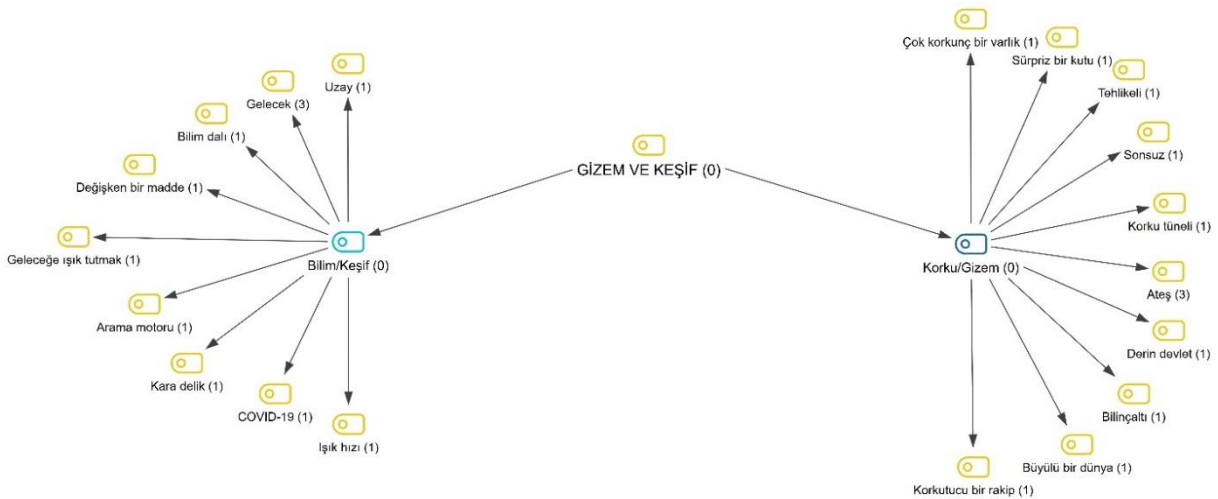 Uzay (1)
Gelecek (3)
Bilim dalı (1)
Değişken bir madde (1)
Geleceğe ışık tutmak (1)
Bilim/Keşif (0)
Arama motoru (1)
Kara delik (1)
COVID-19 (1)
Işık hızı (1)
GİZEM VE KEŞİF (0)
Çok korkunç bir varlık (1)
Sürpriz bir kutu (1)
Tehlikeli (1)
Sonsuz (1)
Korku tüneli (1)
Korku/Gizem (0)
Ateş (3)
Derin devlet (1)
Bilinçaltı (1)
Büyülü bir dünya (1)
Korkutucu bir rakip (1)